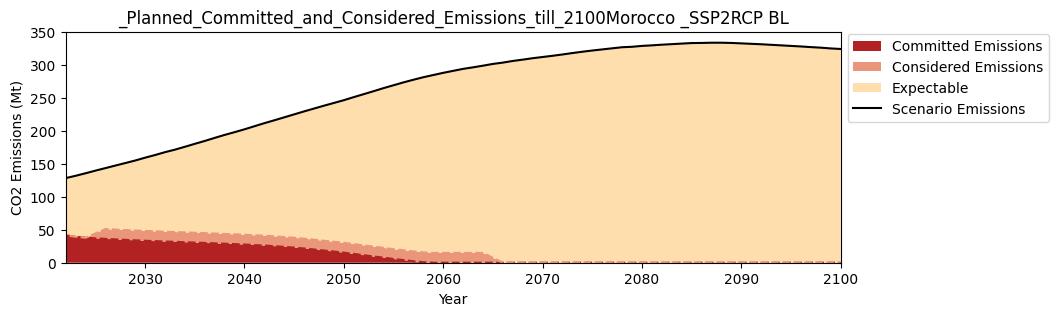 _Planned_Committed_and_Considered_Emissions_till_2100Morocco _SSP2RCP BL
350
300
250
200
150
100
50
0
CO2 Emissions (Mt)
2030 2040 2050 2060 2070 2080 2090 2100
Year
Committed Emissions
Considered Emissions
Expectable
Scenario Emissions